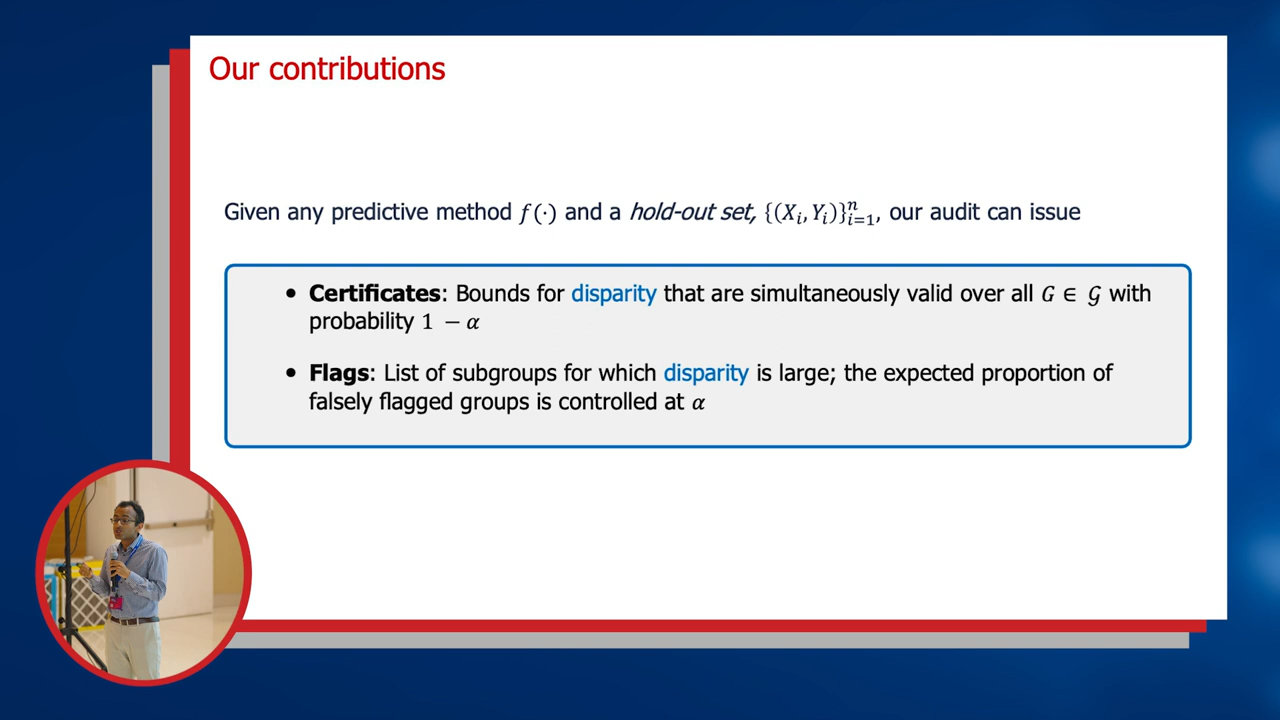 Our contributions
Given any predictive method f(·) and a hold-out set, {(Xᵢ, Yᵢ)}ⁿᵢ₌₁, our audit can issue
• Certificates: Bounds for disparity that are simultaneously valid over all G ∈ 𝒢 with
probability 1 − α
• Flags: List of subgroups for which disparity is large; the expected proportion of
falsely flagged groups is controlled at α